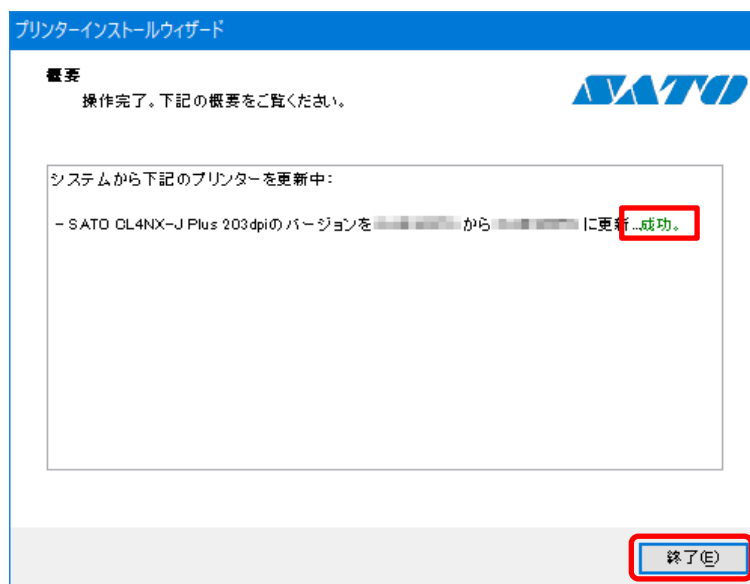 プリンターインストールウィザード
概要
操作完了。下記の概要をご覧ください。
SATO
システムから下記のプリンターを更新中:
- SATO CL4NX-J Plus 203dpiのバージョンを から に更新...成功。
終了(E)